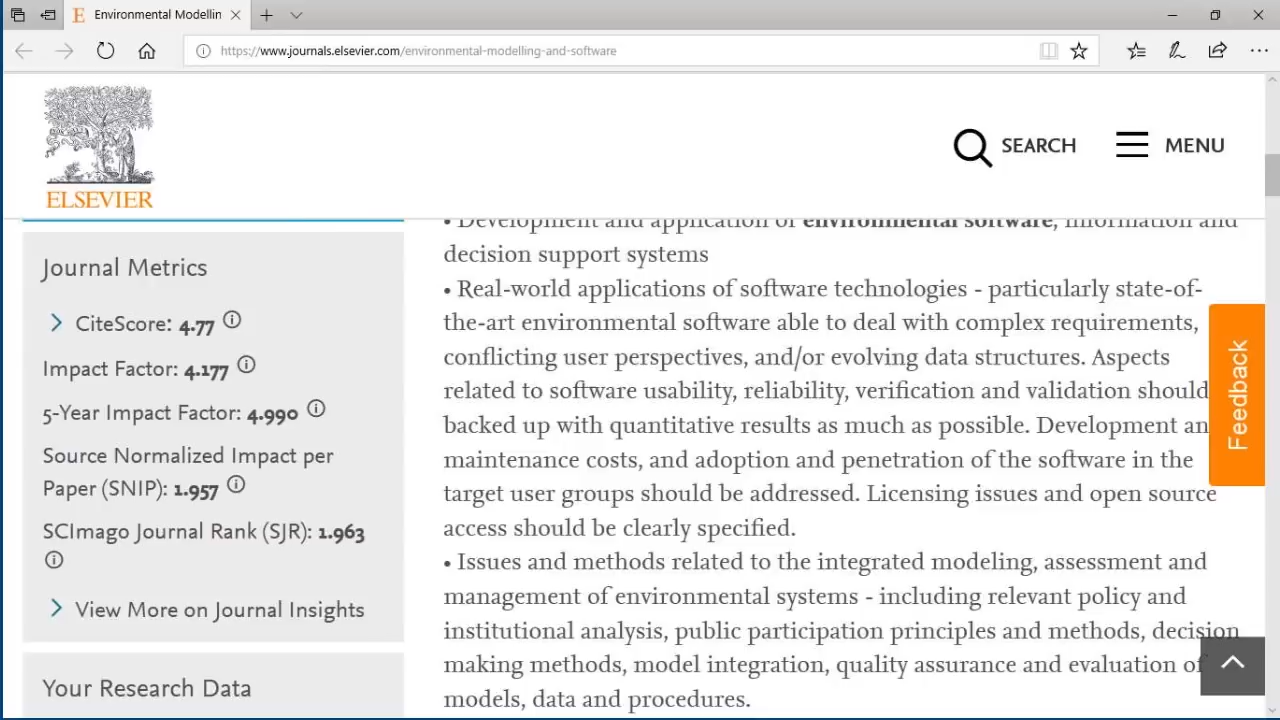 Environmental Modellin
https://www.journals.elsevier.com/environmental-modelling-and-software
ELSEVIER
SEARCH
MENU
Journal Metrics
CiteScore: 4.77
Impact Factor: 4.177
5-Year Impact Factor: 4.990
Source Normalized Impact per
Paper (SNIP): 1.957
SCImago Journal Rank (SJR): 1.963
View More on Journal Insights
Your Research Data
• Development and application of environmental software, information and
decision support systems
• Real-world applications of software technologies - particularly state-of-
the-art environmental software able to deal with complex requirements,
conflicting user perspectives, and/or evolving data structures. Aspects
related to software usability, reliability, verification and validation should
backed up with quantitative results as much as possible. Development an
maintenance costs, and adoption and penetration of the software in the
target user groups should be addressed. Licensing issues and open source
access should be clearly specified.
• Issues and methods related to the integrated modeling, assessment and
management of environmental systems - including relevant policy and
institutional analysis, public participation principles and methods, decision
making methods, model integration, quality assurance and evaluation of
models, data and procedures.
Feedback